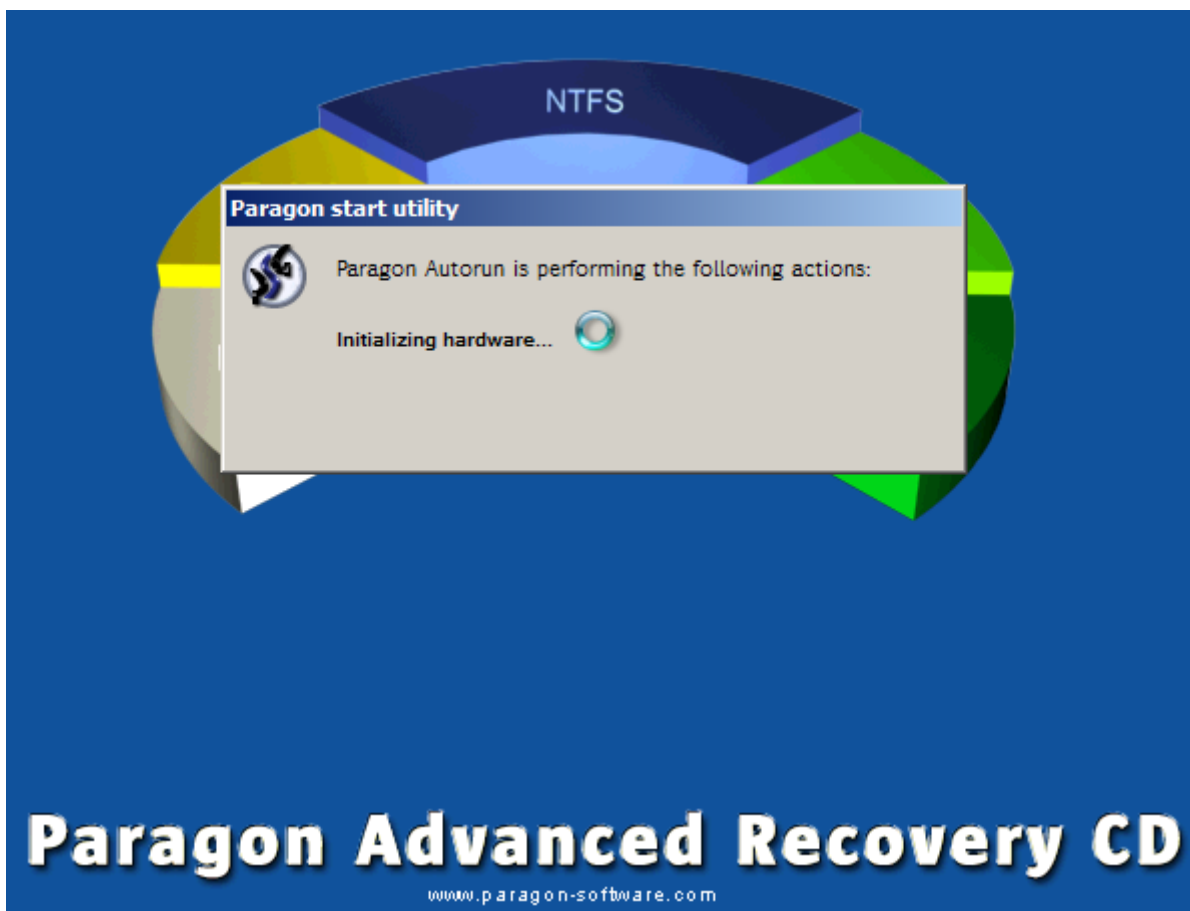 NTFS
Paragon start utility
Paragon Autorun is performing the following actions:
Initializing hardware...
Paragon Advanced Recovery CD
www.paragon-software.com